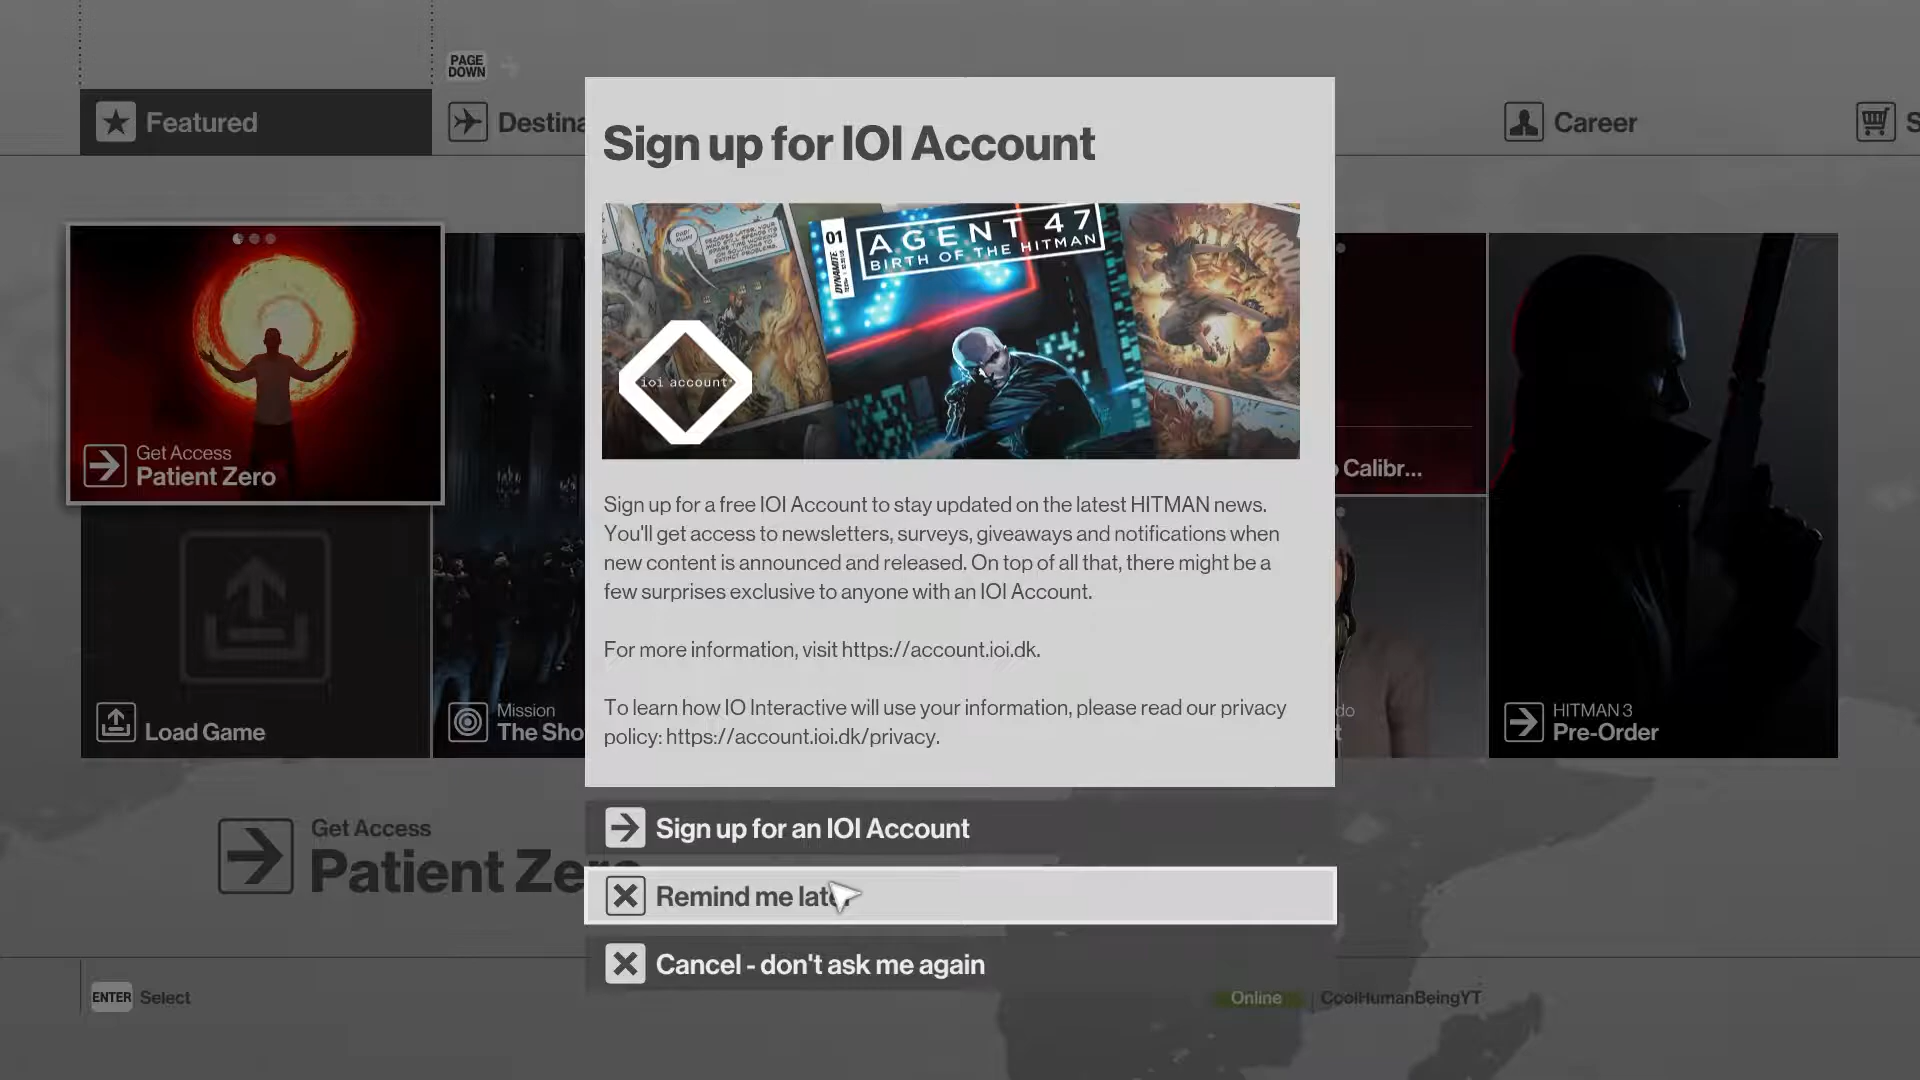 PAGE
DOWN
Featured
Destina
Career
S
Sign up for IOI Account
01
AGENT 47
BIRTH OF THE HITMAN
DYNAMITE
ioi account
Get Access
Patient Zero
Calibr...
Sign up for a free IOI Account to stay updated on the latest HITMAN news.
You'll get access to newsletters, surveys, giveaways and notifications when
new content is announced and released. On top of all that, there might be a
few surprises exclusive to anyone with an IOI Account.
For more information, visit https://account.ioi.dk.
To learn how IO Interactive will use your information, please read our privacy
policy: https://account.ioi.dk/privacy.
Load Game
Mission
The Sho
do
t
HITMAN 3
Pre-Order
Get Access
Patient Zero
Sign up for an IOI Account
Remind me later
Cancel - don't ask me again
ENTER Select
Online
CoolHumanBeingYT